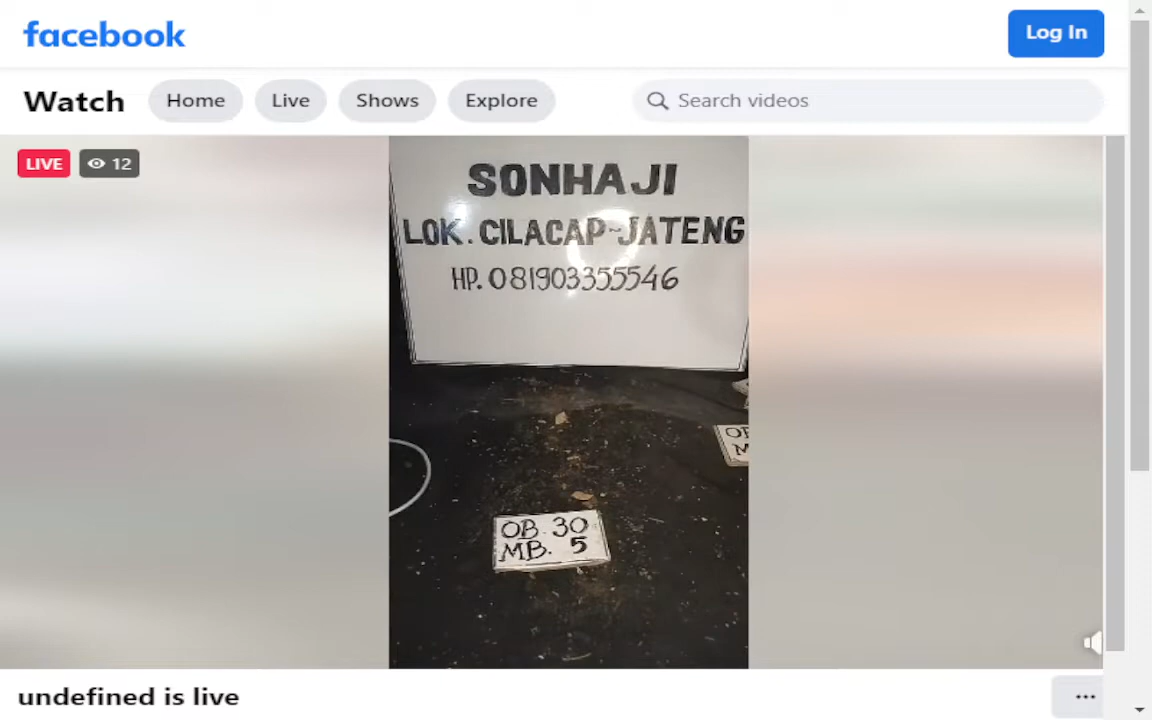 facebook
Log In
Watch
Home
Live
Shows
Explore
Search videos
LIVE
12
SONHAJI
LOK. CILACAP-JATENG
HP. 081903355546
OB. 30
MB. 5
undefined is live